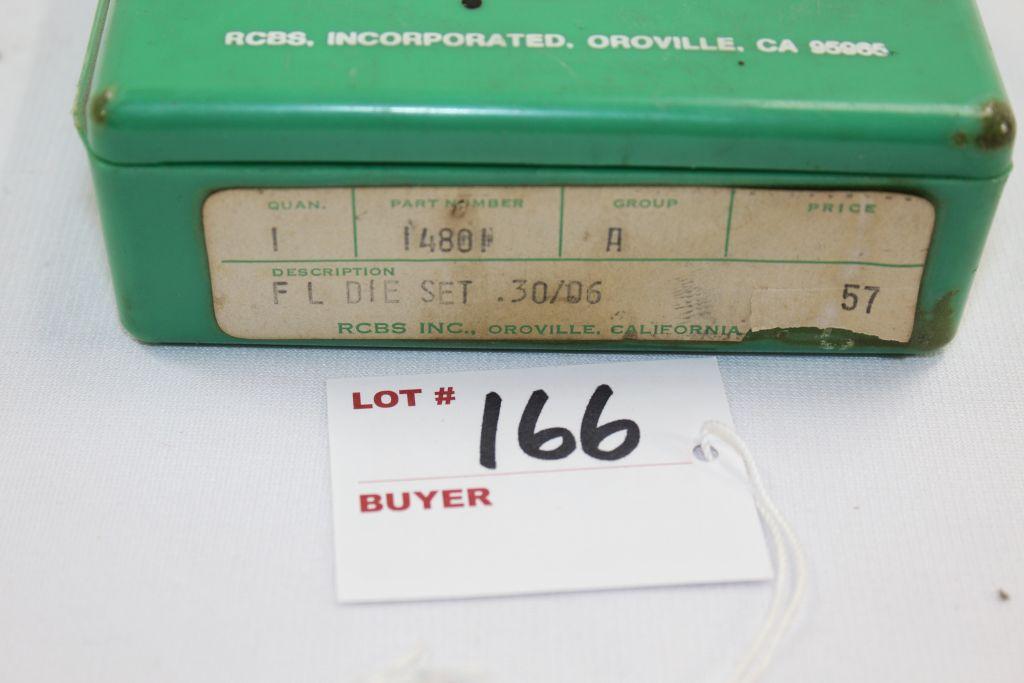 RCBS, INCORPORATED, OROVILLE, CA 95965
QUAN. PART NUMBER GROUP PRICE
1 14801 A
DESCRIPTION
F L DIE SET .30/06 57
RCBS INC., OROVILLE, CALIFORNIA
LOT # 166
BUYER